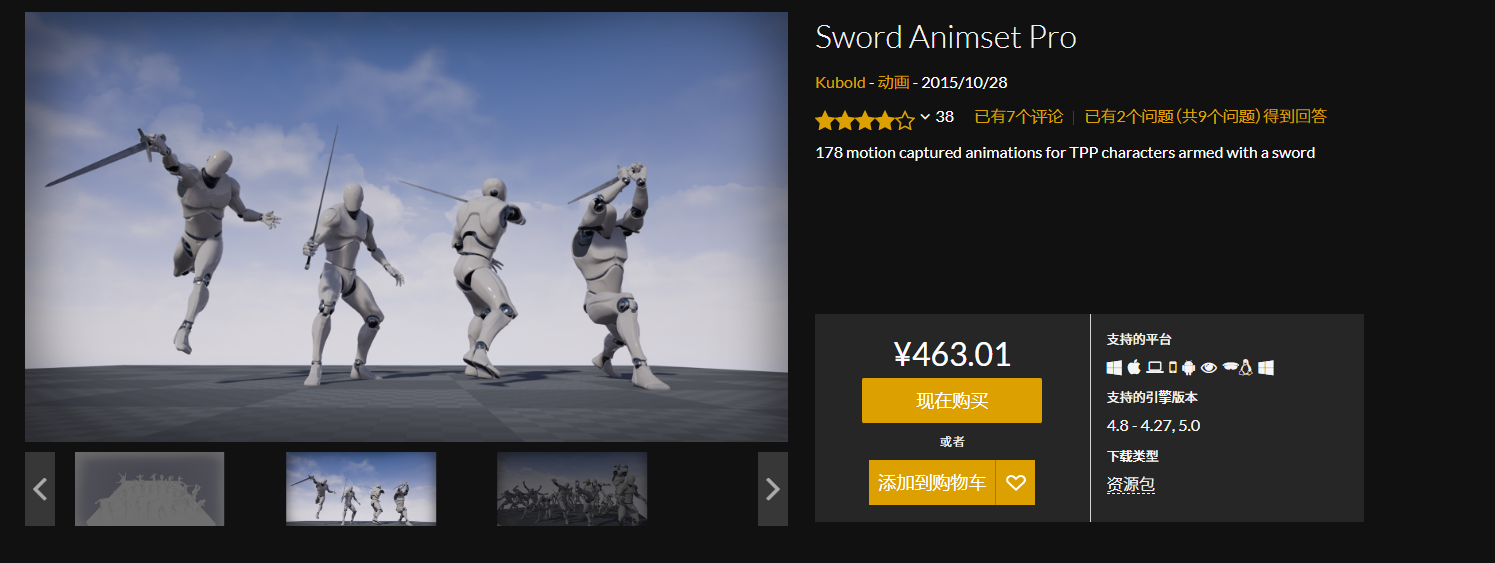 Sword Animset Pro
Kubold - 动画 - 2015/10/28
38 已有7个评论 已有2个问题 (共9个问题) 得到回答
178 motion captured animations for TPP characters armed with a sword
¥463.01
现在购买
或者
添加到购物车
支持的平台
支持的引擎版本
4.8 - 4.27, 5.0
下载类型
资源包